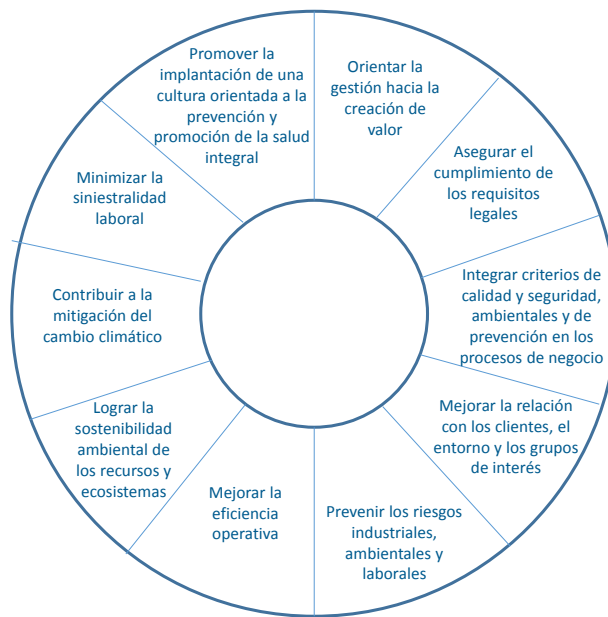 Promover la
implantación de una
cultura orientada a la
prevención y
promoción de la salud
integral
Orientar la
gestión hacia la
creación de
valor
Asegurar el
cumplimiento de
los requisitos
legales
Integrar criterios de
calidad y seguridad,
ambientales y de
prevención en los
procesos de negocio
Mejorar la relación
con los clientes, el
entorno y los grupos
de interés
Prevenir los riesgos
industriales,
ambientales y
laborales
Mejorar la
eficiencia
operativa
Lograr la
sostenibilidad
ambiental de
los recursos y
ecosistemas
Contribuir a la
mitigación del
cambio climático
Minimizar la
siniestralidad
laboral